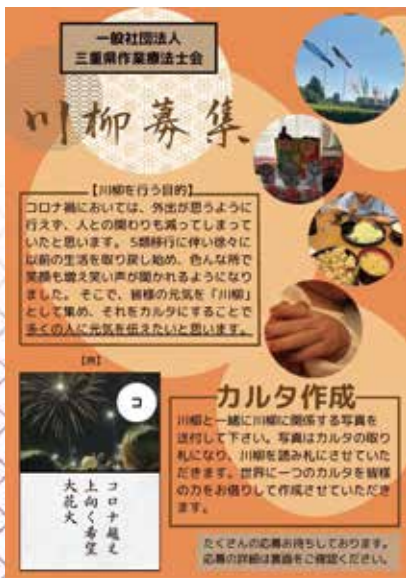 一般社団法人
三重県作業療法士会
川柳募集
【川柳を行う目的】
コロナ禍においては、外出が思うように
行えず、人との関わりも減ってしまって
いたと思います。5類移行に伴い徐々に
以前の生活を取り戻し始め、色んな所で
笑顔も増え笑い声が聞かれるようになり
ました。そこで、皆様の元気を「川柳」
として集め、それをカルタにすることで
多くの人に元気を伝えたいと思います。
【例】
コ
コロナ越え
上向く希望
大花火
カルタ作成
川柳と一緒に川柳に関係する写真を
送付して下さい。写真はカルタの取り
札になり、川柳を読み札にさせていた
だきます。世界に一つのカルタを皆様
の力をお借りして作成させていただき
ます。
たくさんの応募お待ちしております。
応募の詳細は裏面をご確認ください。